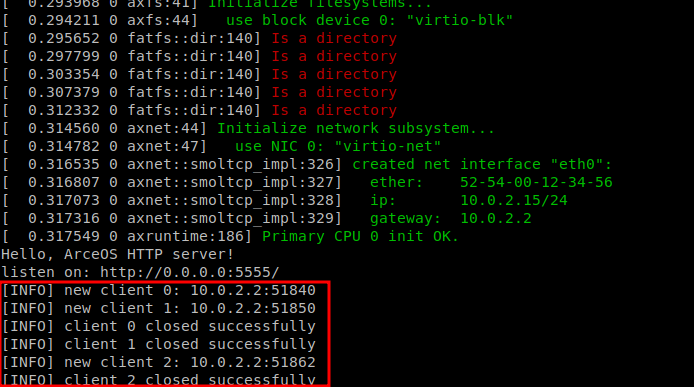 [   0.293968 0 axfs:41] Initialize filesystems...
[   0.294211 0 axfs:44]   use block device 0: "virtio-blk"
[   0.295652 0 fatfs::dir:140] Is a directory
[   0.297799 0 fatfs::dir:140] Is a directory
[   0.303354 0 fatfs::dir:140] Is a directory
[   0.307379 0 fatfs::dir:140] Is a directory
[   0.312332 0 fatfs::dir:140] Is a directory
[   0.314560 0 axnet:44] Initialize network subsystem...
[   0.314782 0 axnet:47]   use NIC 0: "virtio-net"
[   0.316535 0 axnet::smoltcp_impl:326] created net interface "eth0":
[   0.316807 0 axnet::smoltcp_impl:327]   ether:    52-54-00-12-34-56
[   0.317073 0 axnet::smoltcp_impl:328]   ip:       10.0.2.15/24
[   0.317316 0 axnet::smoltcp_impl:329]   gateway:  10.0.2.2
[   0.317549 0 axruntime:186] Primary CPU 0 init OK.
Hello, ArceOS HTTP server!
listen on: http://0.0.0.0:5555/
[INFO] new client 0: 10.0.2.2:51840
[INFO] new client 1: 10.0.2.2:51850
[INFO] client 0 closed successfully
[INFO] client 1 closed successfully
[INFO] new client 2: 10.0.2.2:51862
[INFO] client 2 closed successfully